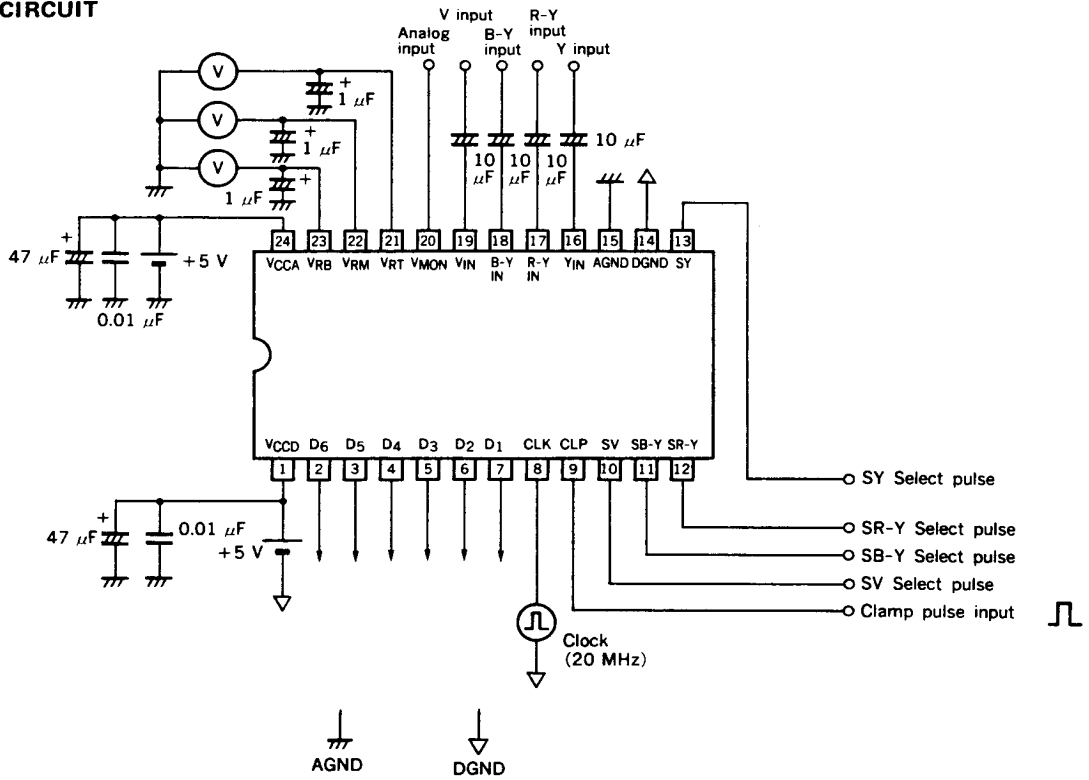 CIRCUIT
V input
R-Y input
Analog input
B-Y input
Y input
V
+
1 μF
V
+
1 μF
V
+
1 μF
10 μF
10 μF
10 μF
10 μF
47 μF
+
0.01 μF
+5 V
24 23 22 21 20 19 18 17 16 15 14 13
VCCA VRB VRM VRT VMON VIN B-Y IN R-Y IN YIN AGND DGND SY
VCCD D6 D5 D4 D3 D2 D1 CLK CLP SV SB-Y SR-Y
1 2 3 4 5 6 7 8 9 10 11 12
SY Select pulse
SR-Y Select pulse
SB-Y Select pulse
SV Select pulse
Clamp pulse input
47 μF
+
0.01 μF
+5 V
Clock
(20 MHz)
AGND
DGND